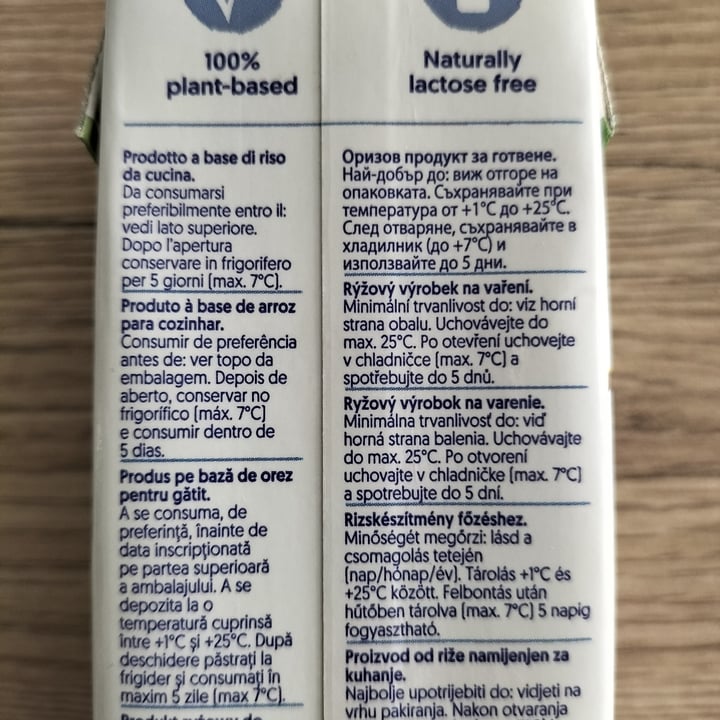 100%
plant-based
Naturally
lactose free
Prodotto a base di riso
da cucina.
Da consumarsi
preferibilmente entro il:
vedi lato superiore.
Dopo l'apertura
conservare in frigorifero
per 5 giorni (max. 7°C).
Produto à base de arroz
para cozinhar.
Consumir de preferência
antes de: ver topo da
embalagem. Depois de
aberto, conservar no
frigorífico (máx. 7°C)
e consumir dentro de
5 dias.
Produs pe bază de orez
pentru gătit.
A se consuma, de
preferință, înainte de
data inscripționată
pe partea superioară
a ambalajului. A se
depozita la o
temperatură cuprinsă
între +1°C și +25°C. După
deschidere păstrați la
frigider și consumați în
maxim 5 zile (max 7°C).
Produkt ryżowy do
Оризов продукт за готвене.
Най-добър до: виж отгоре на
опаковката. Съхранявайте при
температура от +1°C до +25°C.
След отваряне, съхранявайте в
хладилник (до +7°C) и
използвайте до 5 дни.
Rýžový výrobek na vaření.
Minimální trvanlivost do: viz horní
strana obalu. Uchovávejte do
max. 25°C. Po otevření uchovejte
v chladničce (max. 7°C) a
spotřebujte do 5 dnů.
Ryžový výrobok na varenie.
Minimálna trvanlivosť do: viď
horná strana balenia. Uchovávajte
do max. 25°C. Po otvorení
uchovajte v chladničke (max. 7°C)
a spotrebujte do 5 dní.
Rizskészítmény főzéshez.
Minőségét megőrzi: lásd a
csomagolás tetején
(nap/hónap/év). Tárolás +1°C és
+25°C között. Felbontás után
hűtőben tárolva (max. 7°C) 5 napig
fogyasztható.
Proizvod od riže namijenjen za
kuhanje.
Najbolje upotrijebiti do: vidjeti na
vrhu pakiranja. Nakon otvaranja